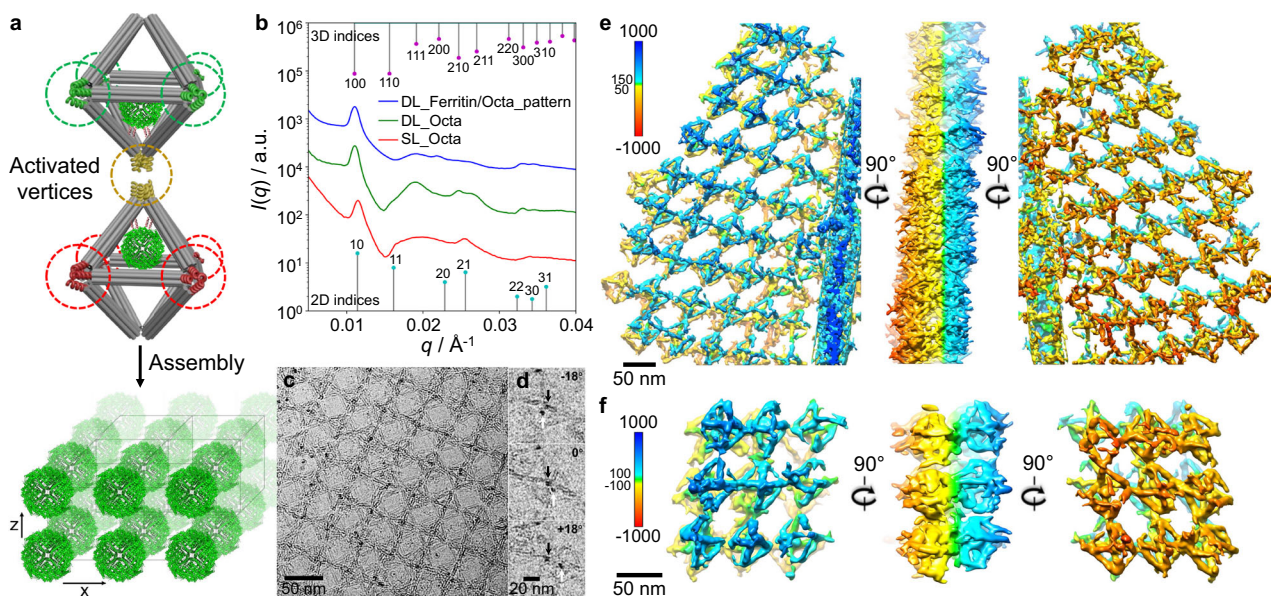 a
Activated
vertices
Assembly
z
x
b
10⁶
10⁵
10⁴
10³
10⁴
10²
10¹
10⁰
I(q) / a.u.
3D indices
100
110
111
200
210
211
220
300
310
DL_Ferritin/Octa_pattern
DL_Octa
SL_Octa
10
11
20
21
22
30
31
2D indices
0.01
0.02
0.03
0.04
q / Å⁻¹
c
50 nm
d
-18°
0°
+18°
20 nm
e
1000
150
50
-1000
90°
90°
50 nm
f
1000
100
-100
-1000
90°
90°
50 nm